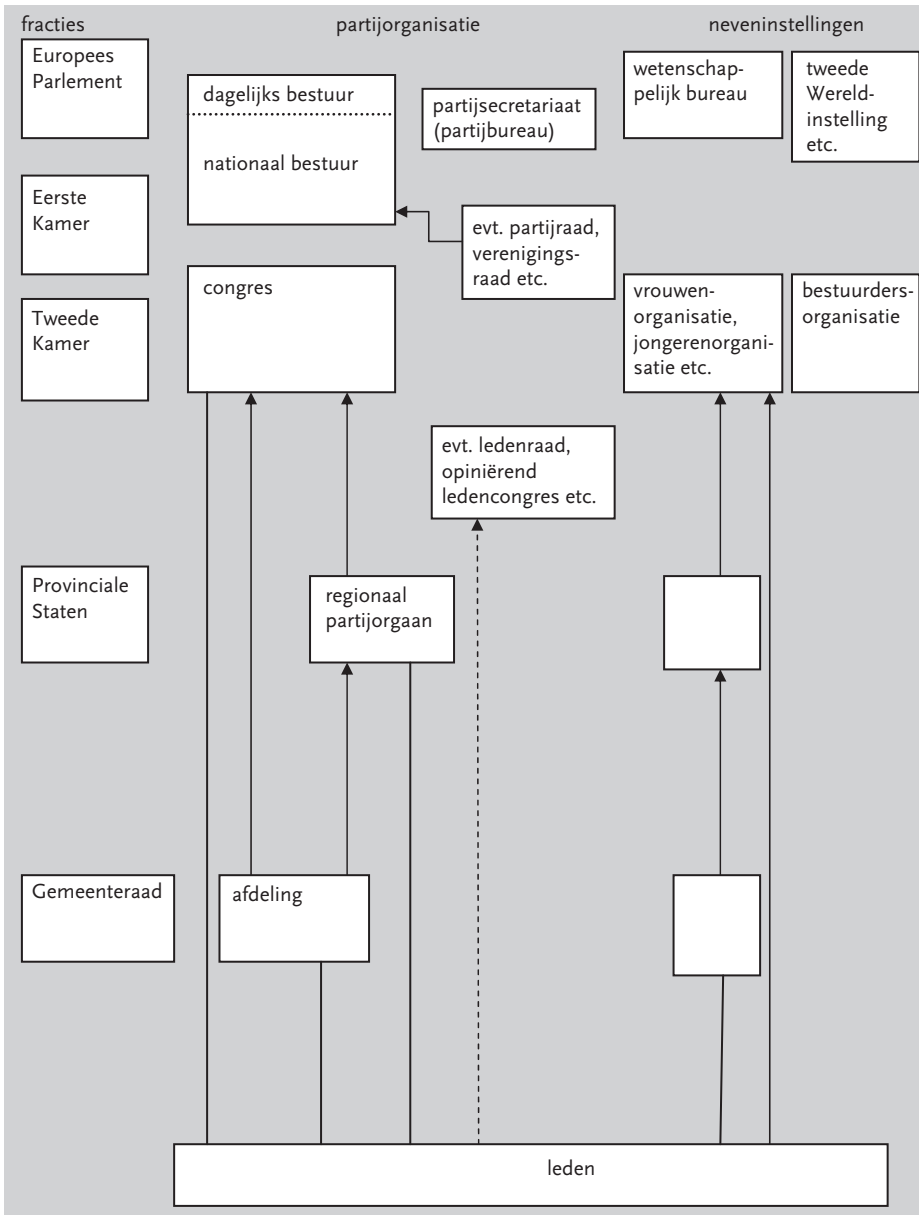 fracties
partijorganisatie
neveninstellingen
Europees
Parlement
dagelijks bestuur
nationaal bestuur
partijsecretariaat
(partijbureau)
wetenschap-
pelijk bureau
tweede
Wereld-
instelling
etc.
Eerste
Kamer
evt. partijraad,
verenigings-
raad etc.
congres
Tweede
Kamer
vrouwen-
organisatie,
jongerenorgani-
satie etc.
bestuurders-
organisatie
evt. ledenraad,
opiniërend
ledencongres etc.
Provinciale
Staten
regionaal
partijorgaan
Gemeenteraad
afdeling
leden